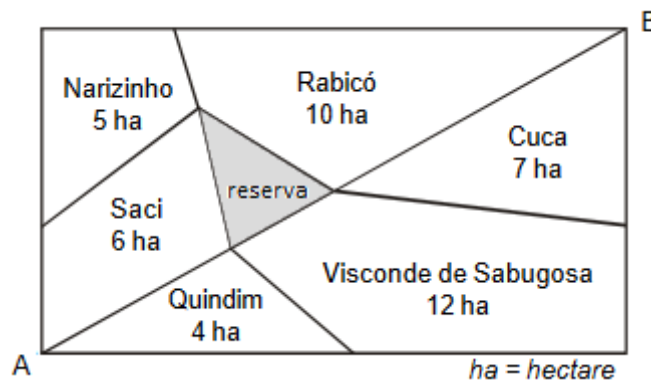 B
Narizinho
5 ha
Rabicó
10 ha
Cuca
7 ha
reserva
Saci
6 ha
Visconde de Sabugosa
12 ha
Quindim
4 ha
A
ha = hectare